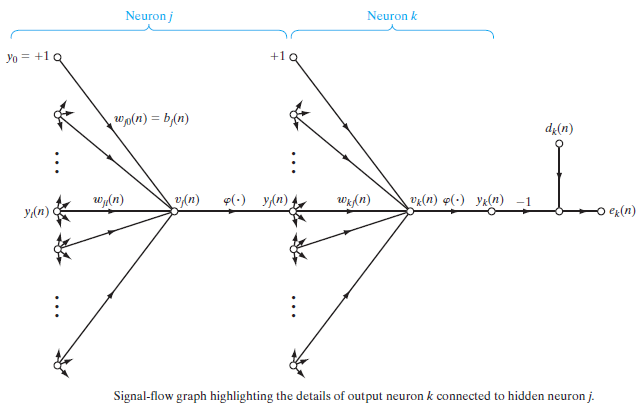 Neuron j Neuron k
y₀ = +1 +1
wⱼ₀(n) = bⱼ(n)
dₖ(n)
yᵢ(n) wⱼᵢ(n) vⱼ(n) φ(·) yⱼ(n) wₖⱼ(n) vₖ(n) φ(·) yₖ(n) −1 eₖ(n)
Signal-flow graph highlighting the details of output neuron k connected to hidden neuron j.